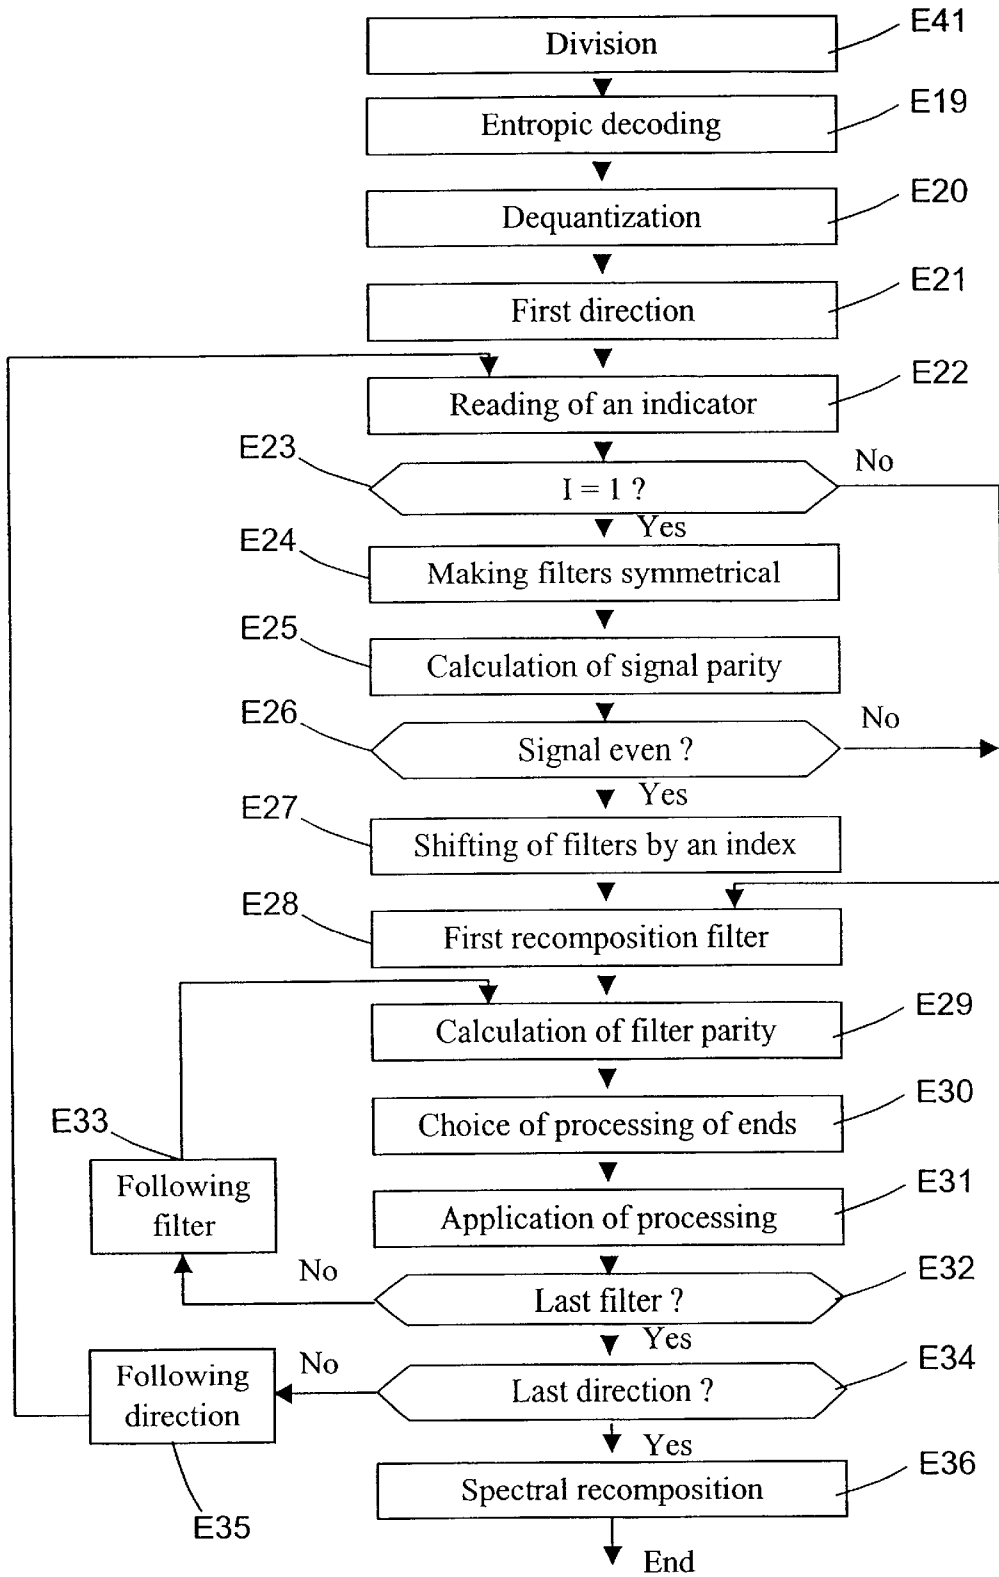 E41
Division
E19
Entropic decoding
E20
Dequantization
E21
First direction
E22
Reading of an indicator
E23
No
I = 1 ?
Yes
E24
Making filters symmetrical
E25
Calculation of signal parity
E26
No
Signal even ?
Yes
E27
Shifting of filters by an index
E28
First recomposition filter
E29
Calculation of filter parity
E30
Choice of processing of ends
E33
Following
filter
E31
Application of processing
No
E32
Last filter ?
Yes
E34
No
Following
direction
Last direction ?
Yes
E36
Spectral recomposition
E35
End